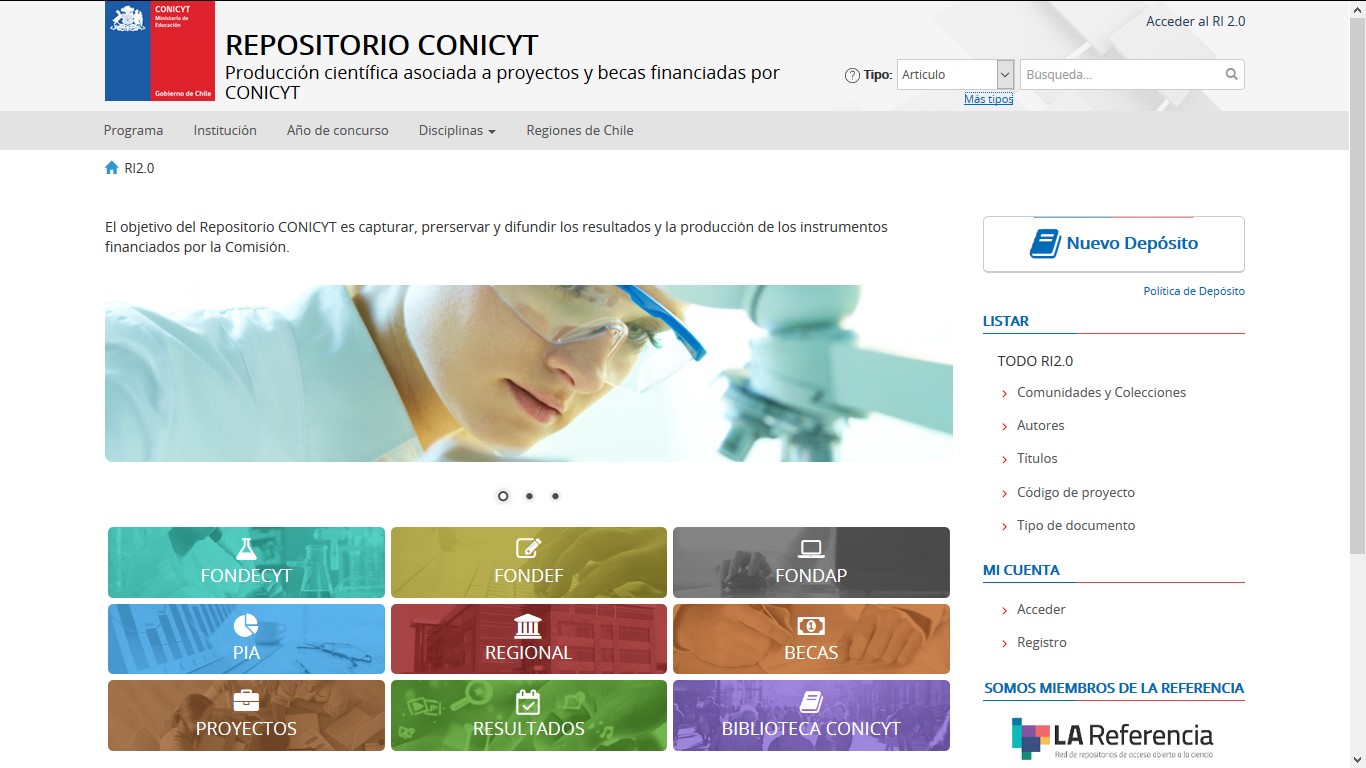 CONICYT
Ministerio de
Educación
Gobierno de Chile
Acceder al RI 2.0
REPOSITORIO CONICYT
Producción científica asociada a proyectos y becas financiadas por
CONICYT
? Tipo: Articulo Búsqueda...
Más tipos
Programa Institución Año de concurso Disciplinas Regiones de Chile
RI2.0
El objetivo del Repositorio CONICYT es capturar, prerservar y difundir los resultados y la producción de los instrumentos
financiados por la Comisión.
FONDECYT FONDEF FONDAP
PIA REGIONAL BECAS
PROYECTOS RESULTADOS BIBLIOTECA CONICYT
Nuevo Depósito
Política de Depósito
LISTAR
TODO RI2.0
Comunidades y Colecciones
Autores
Títulos
Código de proyecto
Tipo de documento
MI CUENTA
Acceder
Registro
SOMOS MIEMBROS DE LA REFERENCIA
LA Referencia
Red de repositorios de acceso abierto a la ciencia